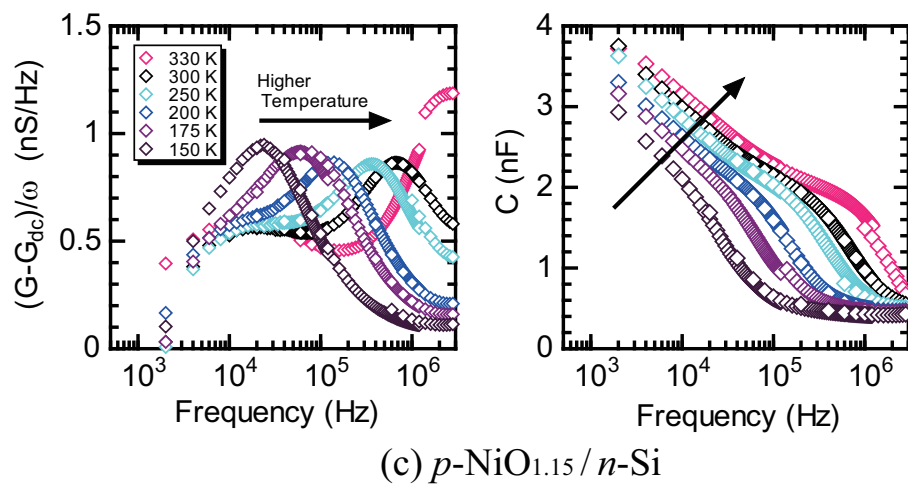 (G-G_dc)/ω (nS/Hz)
1.5
1
0.5
0
330 K
300 K
250 K
200 K
175 K
150 K
Higher
Temperature
10^3 10^4 10^5 10^6
Frequency (Hz)
C (nF)
4
3
2
1
0
10^3 10^4 10^5 10^6
Frequency (Hz)
(c) p-NiO1.15 / n-Si